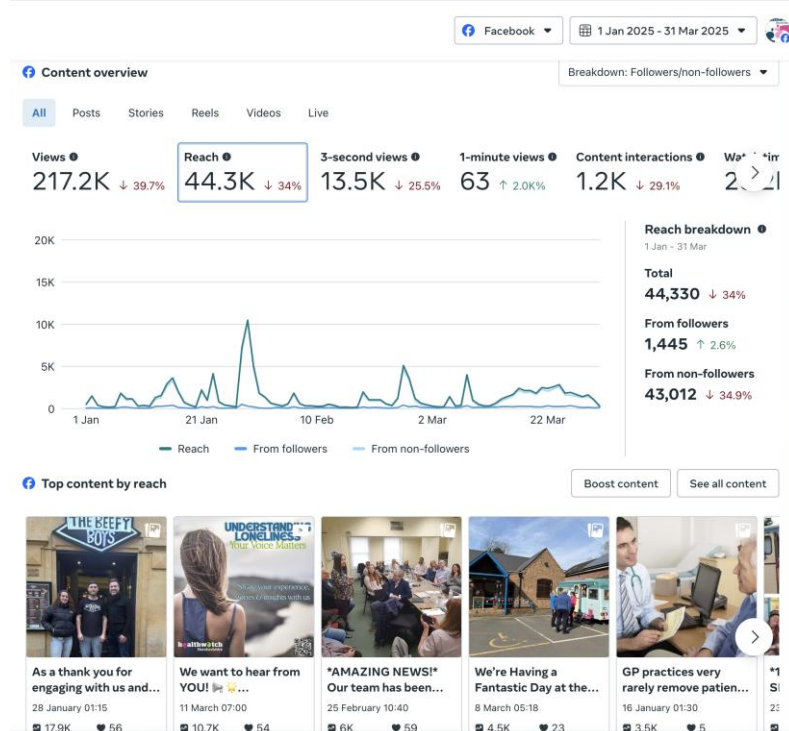 Facebook
1 Jan 2025 - 31 Mar 2025
Content overview
Breakdown: Followers/non-followers
All Posts Stories Reels Videos Live
Views Reach 3-second views 1-minute views Content interactions
217.2K ↓ 39.7% 44.3K ↓ 34% 13.5K ↓ 25.5% 63 ↑ 2.0K% 1.2K ↓ 29.1%
Reach breakdown
1 Jan - 31 Mar
Total
44,330 ↓ 34%
From followers
1,445 ↑ 2.6%
From non-followers
43,012 ↓ 34.9%
20K
15K
10K
5K
0
1 Jan 21 Jan 10 Feb 2 Mar 22 Mar
Reach From followers From non-followers
Top content by reach
Boost content
See all content
THE BEEFY
BOYS
UNDERSTANDING
LONELINESS
Your Voice Matters
Share your experience,
stories & insights with us
healthwatch
As a thank you for
engaging with us and...
28 January 01:15
17.9K 56
We want to hear from
YOU! 📢 💡...
11 March 07:00
10.7K 54
*AMAZING NEWS!*
Our team has been...
25 February 10:40
6K 59
We’re Having a
Fantastic Day at the...
8 March 05:18
4.5K 23
GP practices very
rarely remove patien...
16 January 01:30
3.5K 5